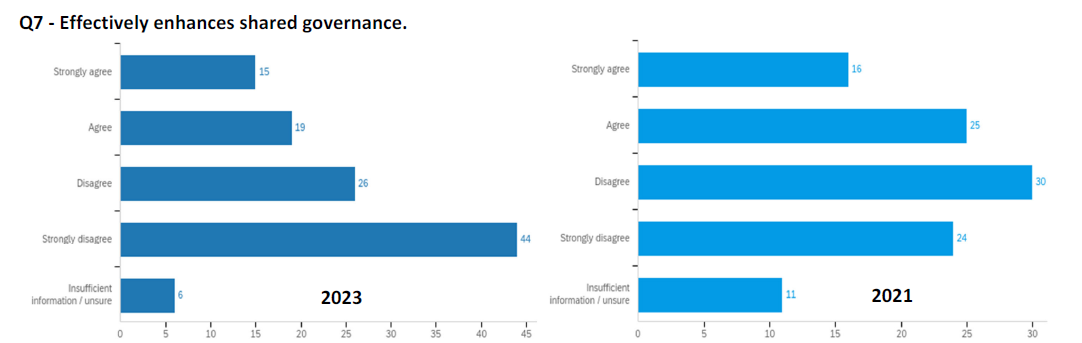 Q7 - Effectively enhances shared governance.
Strongly agree
15
Agree
19
Disagree
26
Strongly disagree
44
Insufficient
information / unsure
6
2023
0 5 10 15 20 25 30 35 40 45
Strongly agree
16
Agree
25
Disagree
30
Strongly disagree
24
Insufficient
information / unsure
11
2021
0 5 10 15 20 25 30